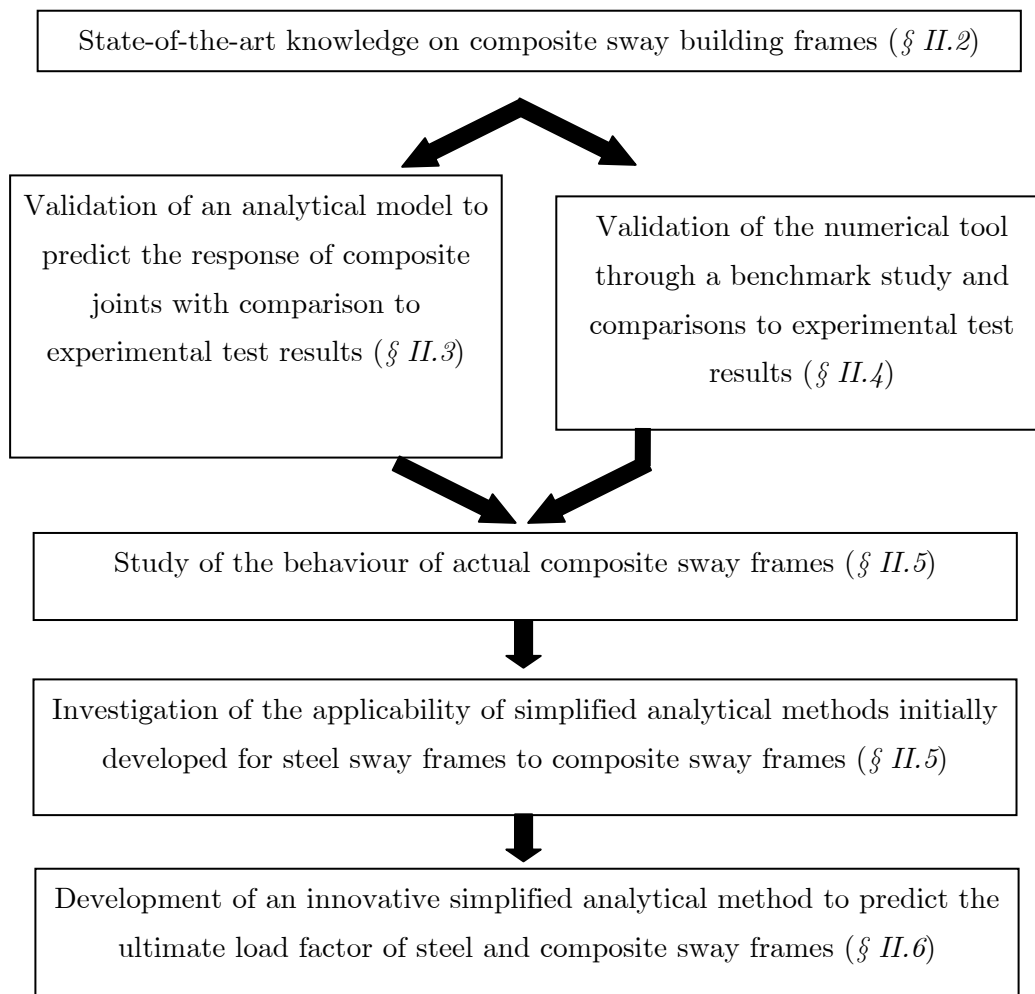 State-of-the-art knowledge on composite sway building frames (§ II.2)
Validation of an analytical model to
predict the response of composite
joints with comparison to
experimental test results (§ II.3)
Validation of the numerical tool
through a benchmark study and
comparisons to experimental test
results (§ II.4)
Study of the behaviour of actual composite sway frames (§ II.5)
Investigation of the applicability of simplified analytical methods initially
developed for steel sway frames to composite sway frames (§ II.5)
Development of an innovative simplified analytical method to predict the
ultimate load factor of steel and composite sway frames (§ II.6)